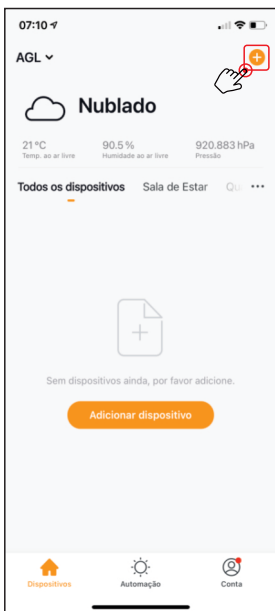 07:10
AGL
Nublado
21 °C
90.5 %
920.883 hPa
Temp. ao ar livre
Humidade ao ar livre
Pressão
Todos os dispositivos
Sala de Estar
Qu
Sem dispositivos ainda, por favor adicione.
Adicionar dispositivo
Dispositivos
Automação
Conta